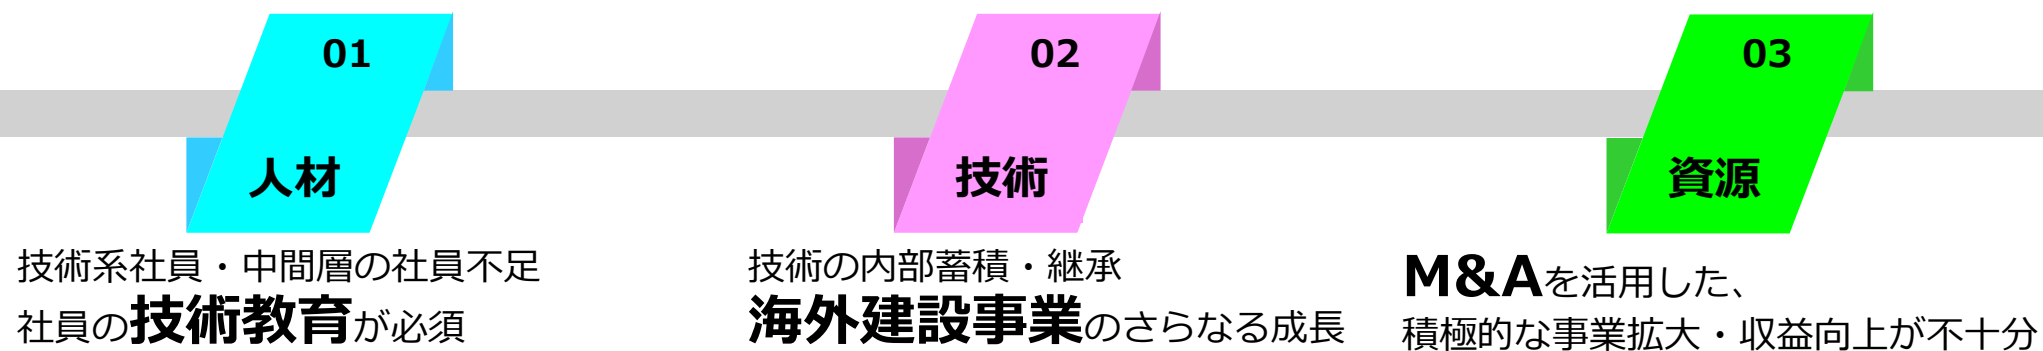 01
人材
技術系社員・中間層の社員不足
社員の技術教育が必須
02
技術
技術の内部蓄積・継承
海外建設事業のさらなる成長
03
資源
M&Aを活用した、
積極的な事業拡大・収益向上が不十分